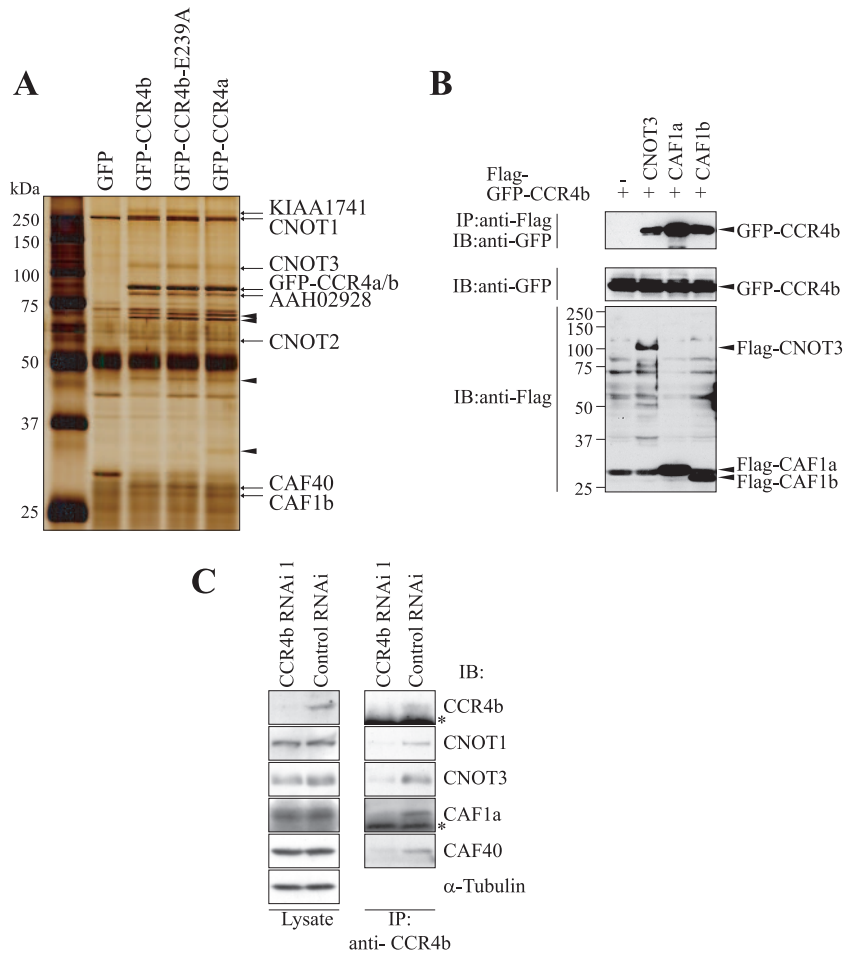 A
GFP
GFP-CCR4b
GFP-CCR4b-E239A
GFP-CCR4a
kDa
250
150
100
75
50
37
25
KIAA1741
CNOT1
CNOT3
GFP-CCR4a/b
AAH02928
CNOT2
CAF40
CAF1b
B
Flag-
- CNOT3 CAF1a CAF1b
GFP-CCR4b + + + +
IP:anti-Flag
IB:anti-GFP
GFP-CCR4b
IB:anti-GFP
GFP-CCR4b
IB:anti-Flag
250
150
100
75
50
37
25
Flag-CNOT3
Flag-CAF1a
Flag-CAF1b
C
CCR4b RNAi 1
Control RNAi
CCR4b RNAi 1
Control RNAi
IB:
CCR4b
*
CNOT1
CNOT3
CAF1a
*
CAF40
α-Tubulin
Lysate
IP:
anti- CCR4b